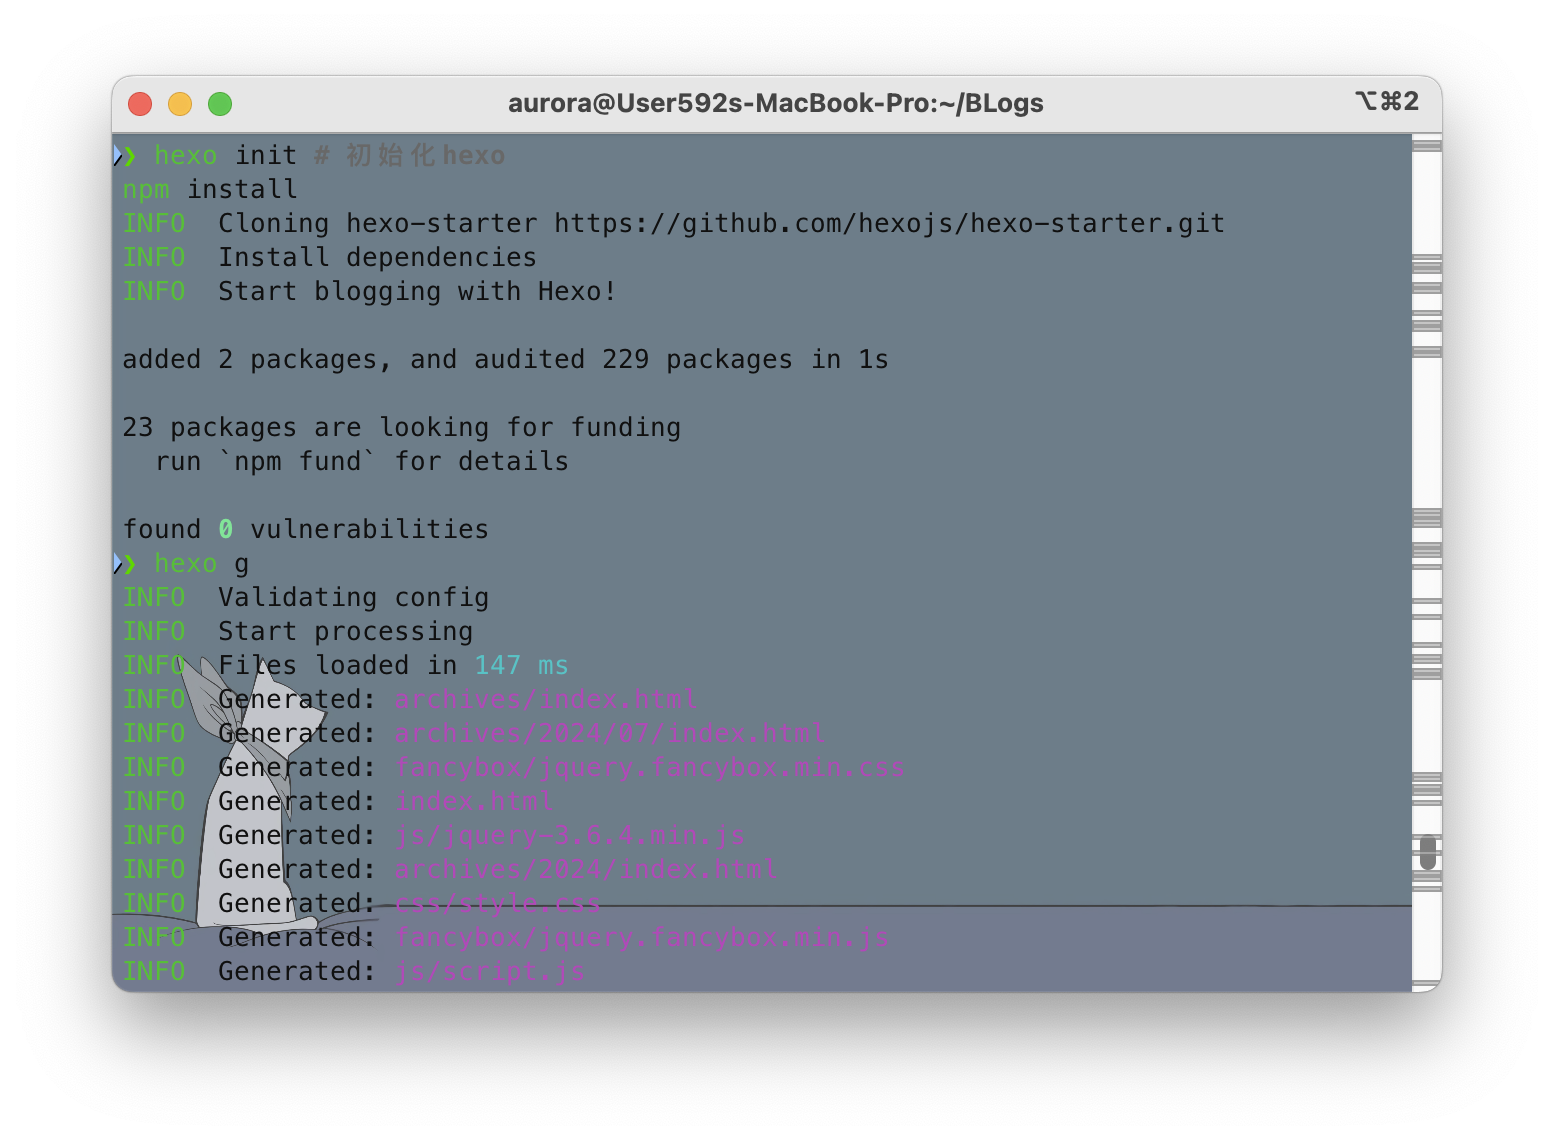 aurora@User592s-MacBook-Pro:~/BLogs ⌥⌘2
❯ hexo init # 初始化hexo
npm install
INFO  Cloning hexo-starter https://github.com/hexojs/hexo-starter.git
INFO  Install dependencies
INFO  Start blogging with Hexo!
added 2 packages, and audited 229 packages in 1s
23 packages are looking for funding
  run `npm fund` for details
found 0 vulnerabilities
❯ hexo g
INFO  Validating config
INFO  Start processing
INFO  Files loaded in 147 ms
INFO  Generated: archives/index.html
INFO  Generated: archives/2024/07/index.html
INFO  Generated: fancybox/jquery.fancybox.min.css
INFO  Generated: index.html
INFO  Generated: js/jquery-3.6.4.min.js
INFO  Generated: archives/2024/index.html
INFO  Generated: css/style.css
INFO  Generated: fancybox/jquery.fancybox.min.js
INFO  Generated: js/script.js